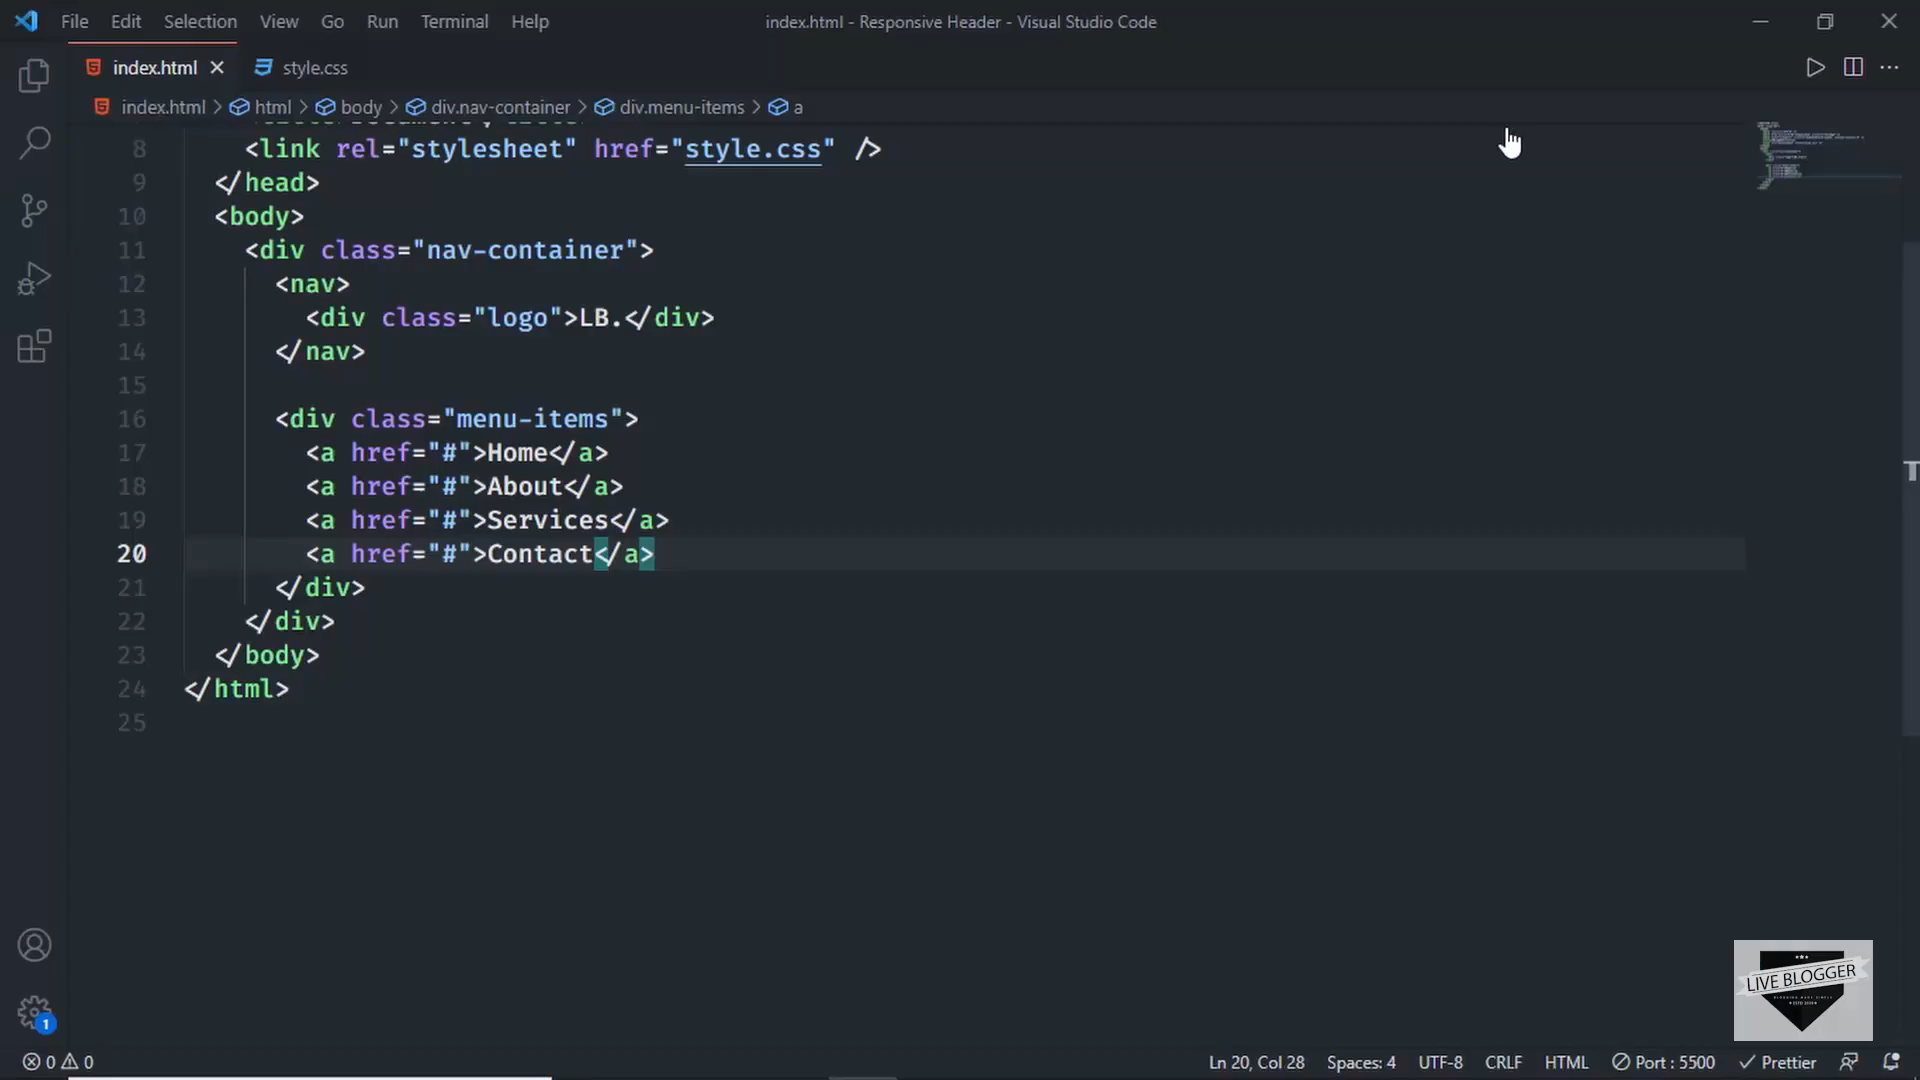 File Edit Selection View Go Run Terminal Help
index.html - Responsive Header - Visual Studio Code
index.html style.css
index.html > html > body > div.nav-container > div.menu-items > a
8 <link rel="stylesheet" href="style.css" />
9 </head>
10 <body>
11 <div class="nav-container">
12 <nav>
13 <div class="logo">LB.</div>
14 </nav>
15
16 <div class="menu-items">
17 <a href="#">Home</a>
18 <a href="#">About</a>
19 <a href="#">Services</a>
20 <a href="#">Contact</a>
21 </div>
22 </div>
23 </body>
24 </html>
25
LIVE BLOGGER
1
0 0 Ln 20, Col 28 Spaces: 4 UTF-8 CRLF HTML Port : 5500 Prettier